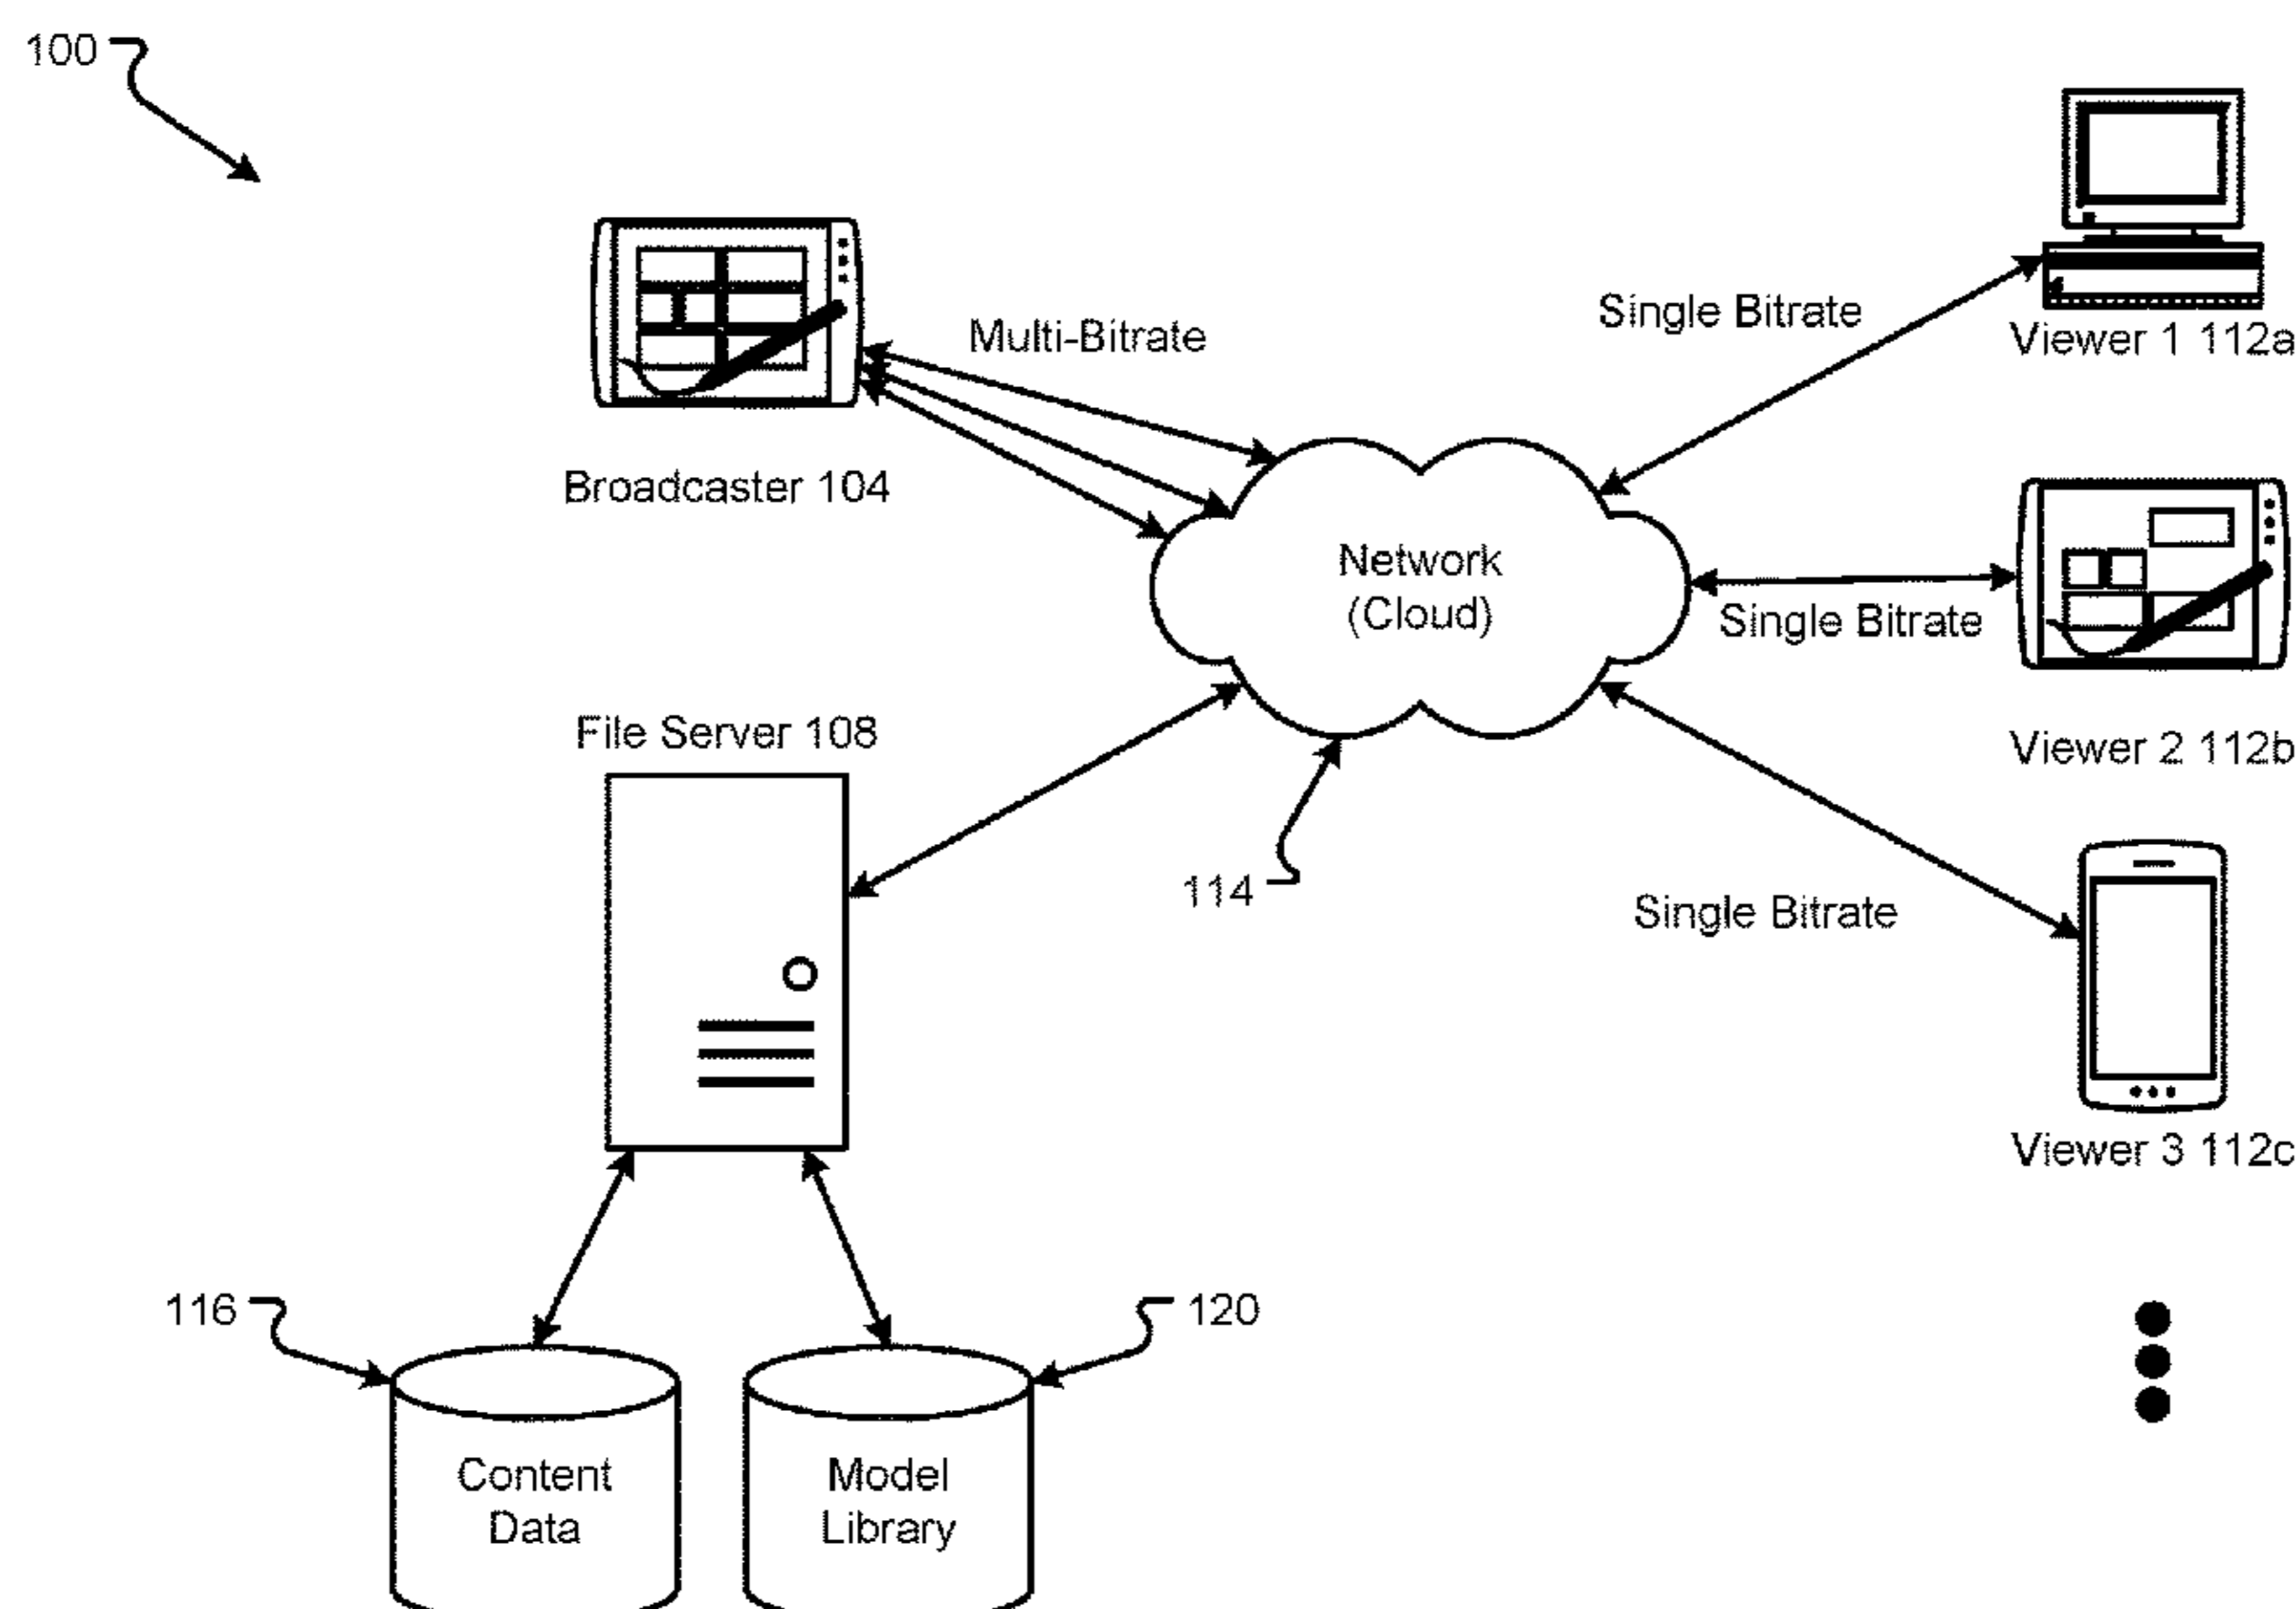 100
Multi-Bitrate
Single Bitrate
Viewer 1 112a
Broadcaster 104
Network
(Cloud)
Single Bitrate
File Server 108
Viewer 2 112b
114
Single Bitrate
Viewer 3 112c
116
120
Content
Data
Model
Library